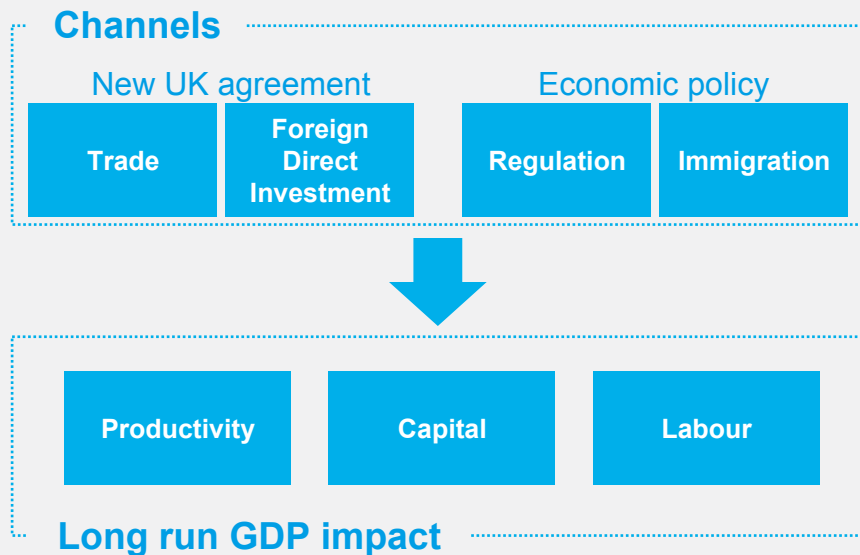 Channels
New UK agreement
Economic policy
Trade
Foreign
Direct
Investment
Regulation
Immigration
Productivity
Capital
Labour
Long run GDP impact